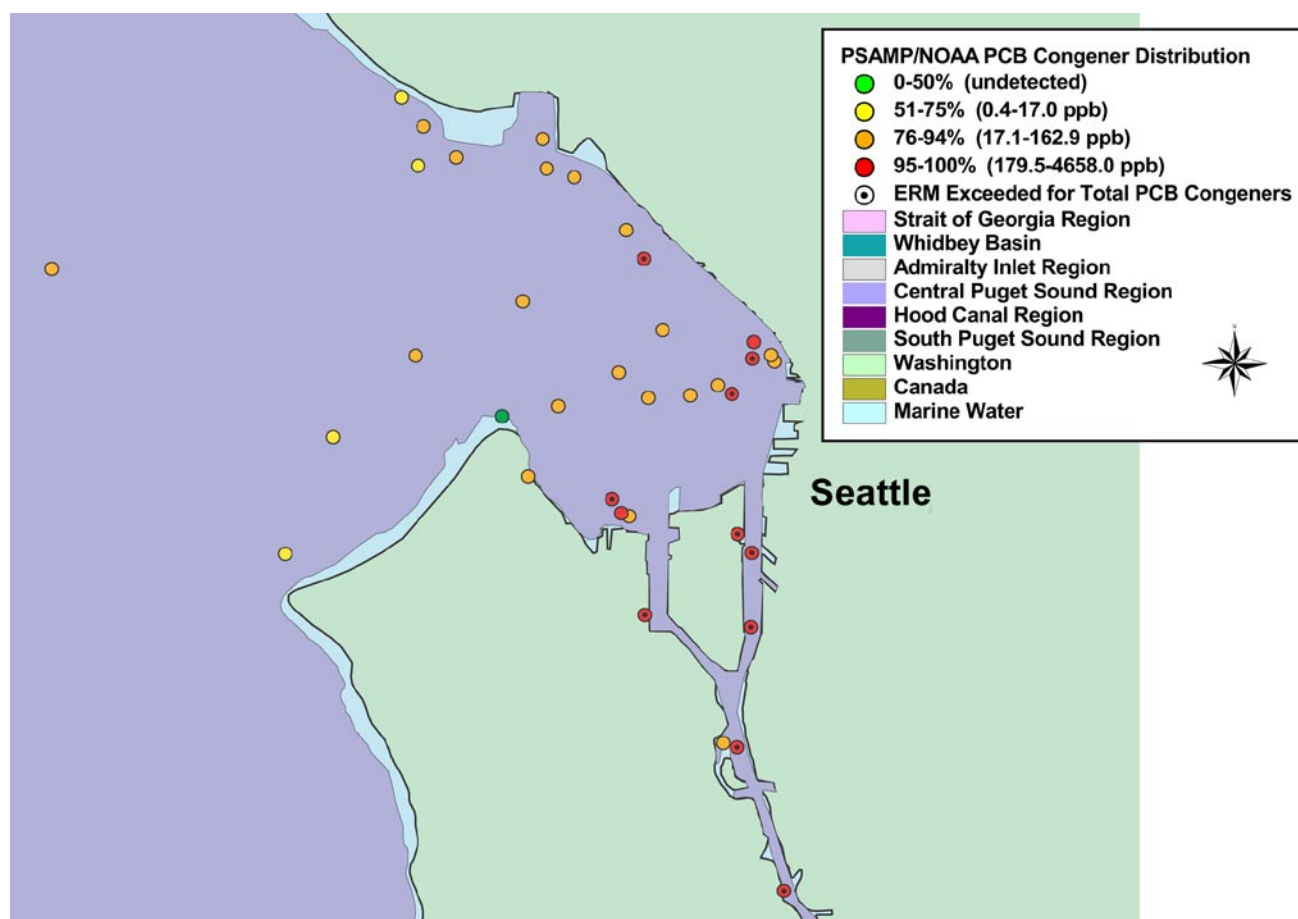 PSAMP/NOAA PCB Congener Distribution
0-50% (undetected)
51-75% (0.4-17.0 ppb)
76-94% (17.1-162.9 ppb)
95-100% (179.5-4658.0 ppb)
ERM Exceeded for Total PCB Congeners
Strait of Georgia Region
Whidbey Basin
Admiralty Inlet Region
Central Puget Sound Region
Hood Canal Region
South Puget Sound Region
Washington
Canada
Marine Water
Seattle